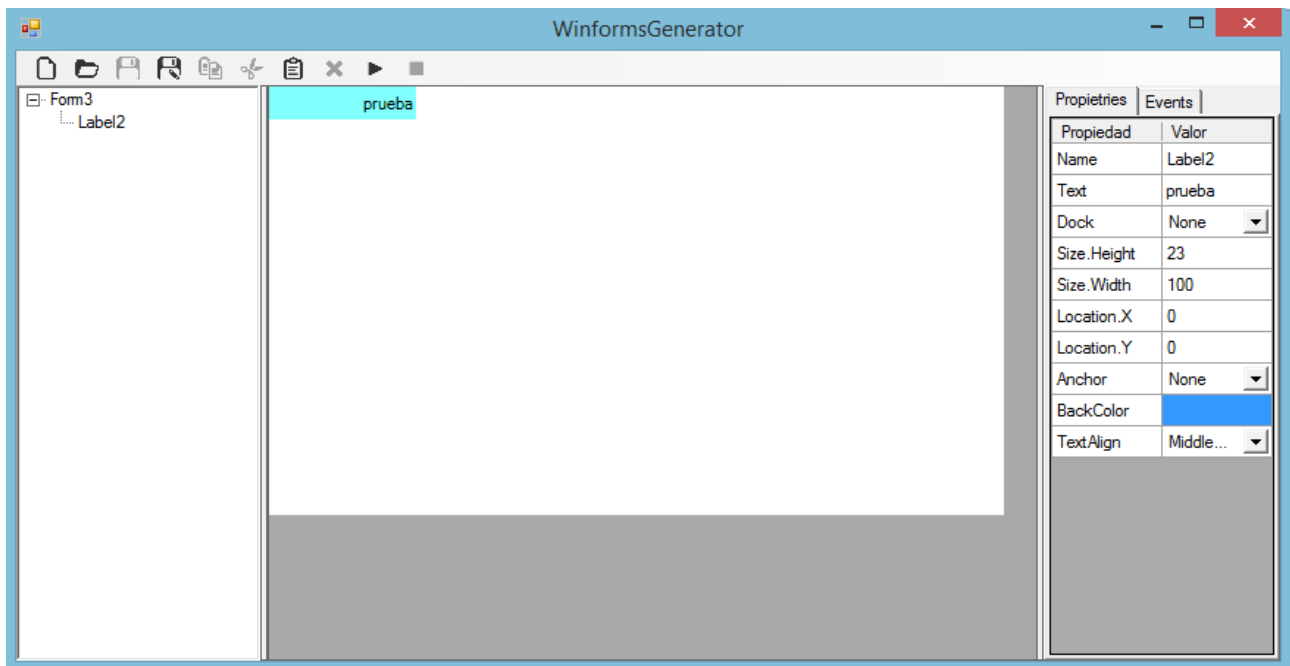 WinformsGenerator
Form3
Label2
prueba
Propietries Events
Propiedad Valor
Name Label2
Text prueba
Dock None
Size.Height 23
Size.Width 100
Location.X 0
Location.Y 0
Anchor None
BackColor
TextAlign Middle...